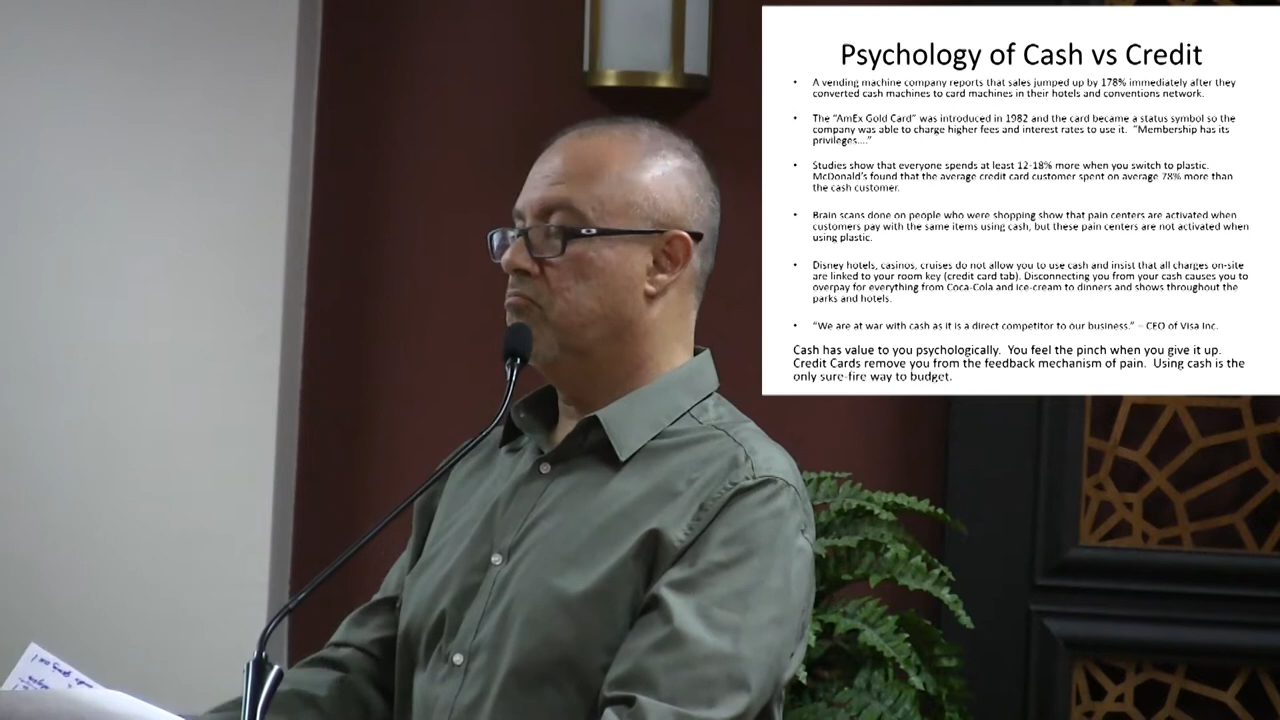 Psychology of Cash vs Credit
• A vending machine company reports that sales jumped up by 178% immediately after they
converted cash machines to card machines in their hotels and conventions network.
• The “AmEx Gold Card” was introduced in 1982 and the card became a status symbol so the
company was able to charge higher fees and interest rates to use it. “Membership has its
privileges....”
• Studies show that everyone spends at least 12-18% more when you switch to plastic.
McDonald’s found that the average credit card customer spent on average 78% more than
the cash customer.
• Brain scans done on people who were shopping show that pain centers are activated when
customers pay with the same items using cash, but these pain centers are not activated when
using plastic.
• Disney hotels, casinos, cruises do not allow you to use cash and insist that all charges on-site
are linked to your room key (credit card tab). Disconnecting you from your cash causes you to
overpay for everything from Coca-Cola and ice-cream to dinners and shows throughout the
parks and hotels.
• “We are at war with cash as it is a direct competitor to our business.” – CEO of Visa Inc.
Cash has value to you psychologically. You feel the pinch when you give it up.
Credit Cards remove you from the feedback mechanism of pain. Using cash is the
only sure-fire way to budget.